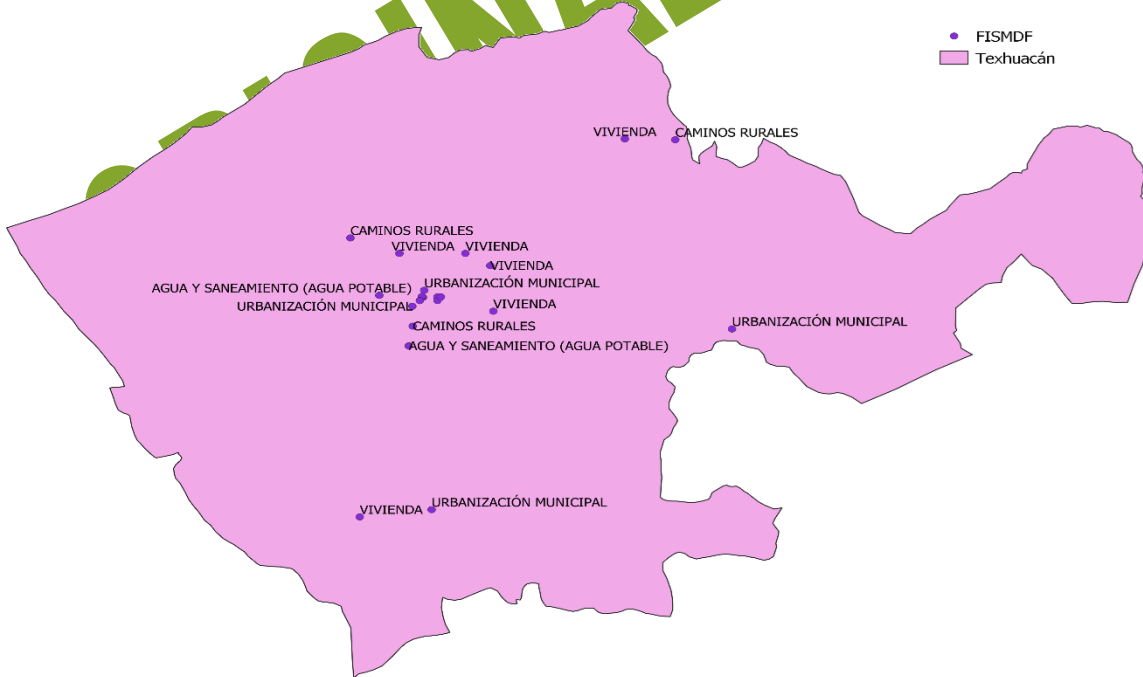 FISMDF
Texhuacán
VIVIENDA
CAMINOS RURALES
CAMINOS RURALES
VIVIENDA
VIVIENDA
VIVIENDA
AGUA Y SANEAMIENTO (AGUA POTABLE)
URBANIZACIÓN MUNICIPAL
URBANIZACIÓN MUNICIPAL
VIVIENDA
URBANIZACIÓN MUNICIPAL
CAMINOS RURALES
AGUA Y SANEAMIENTO (AGUA POTABLE)
VIVIENDA
URBANIZACIÓN MUNICIPAL